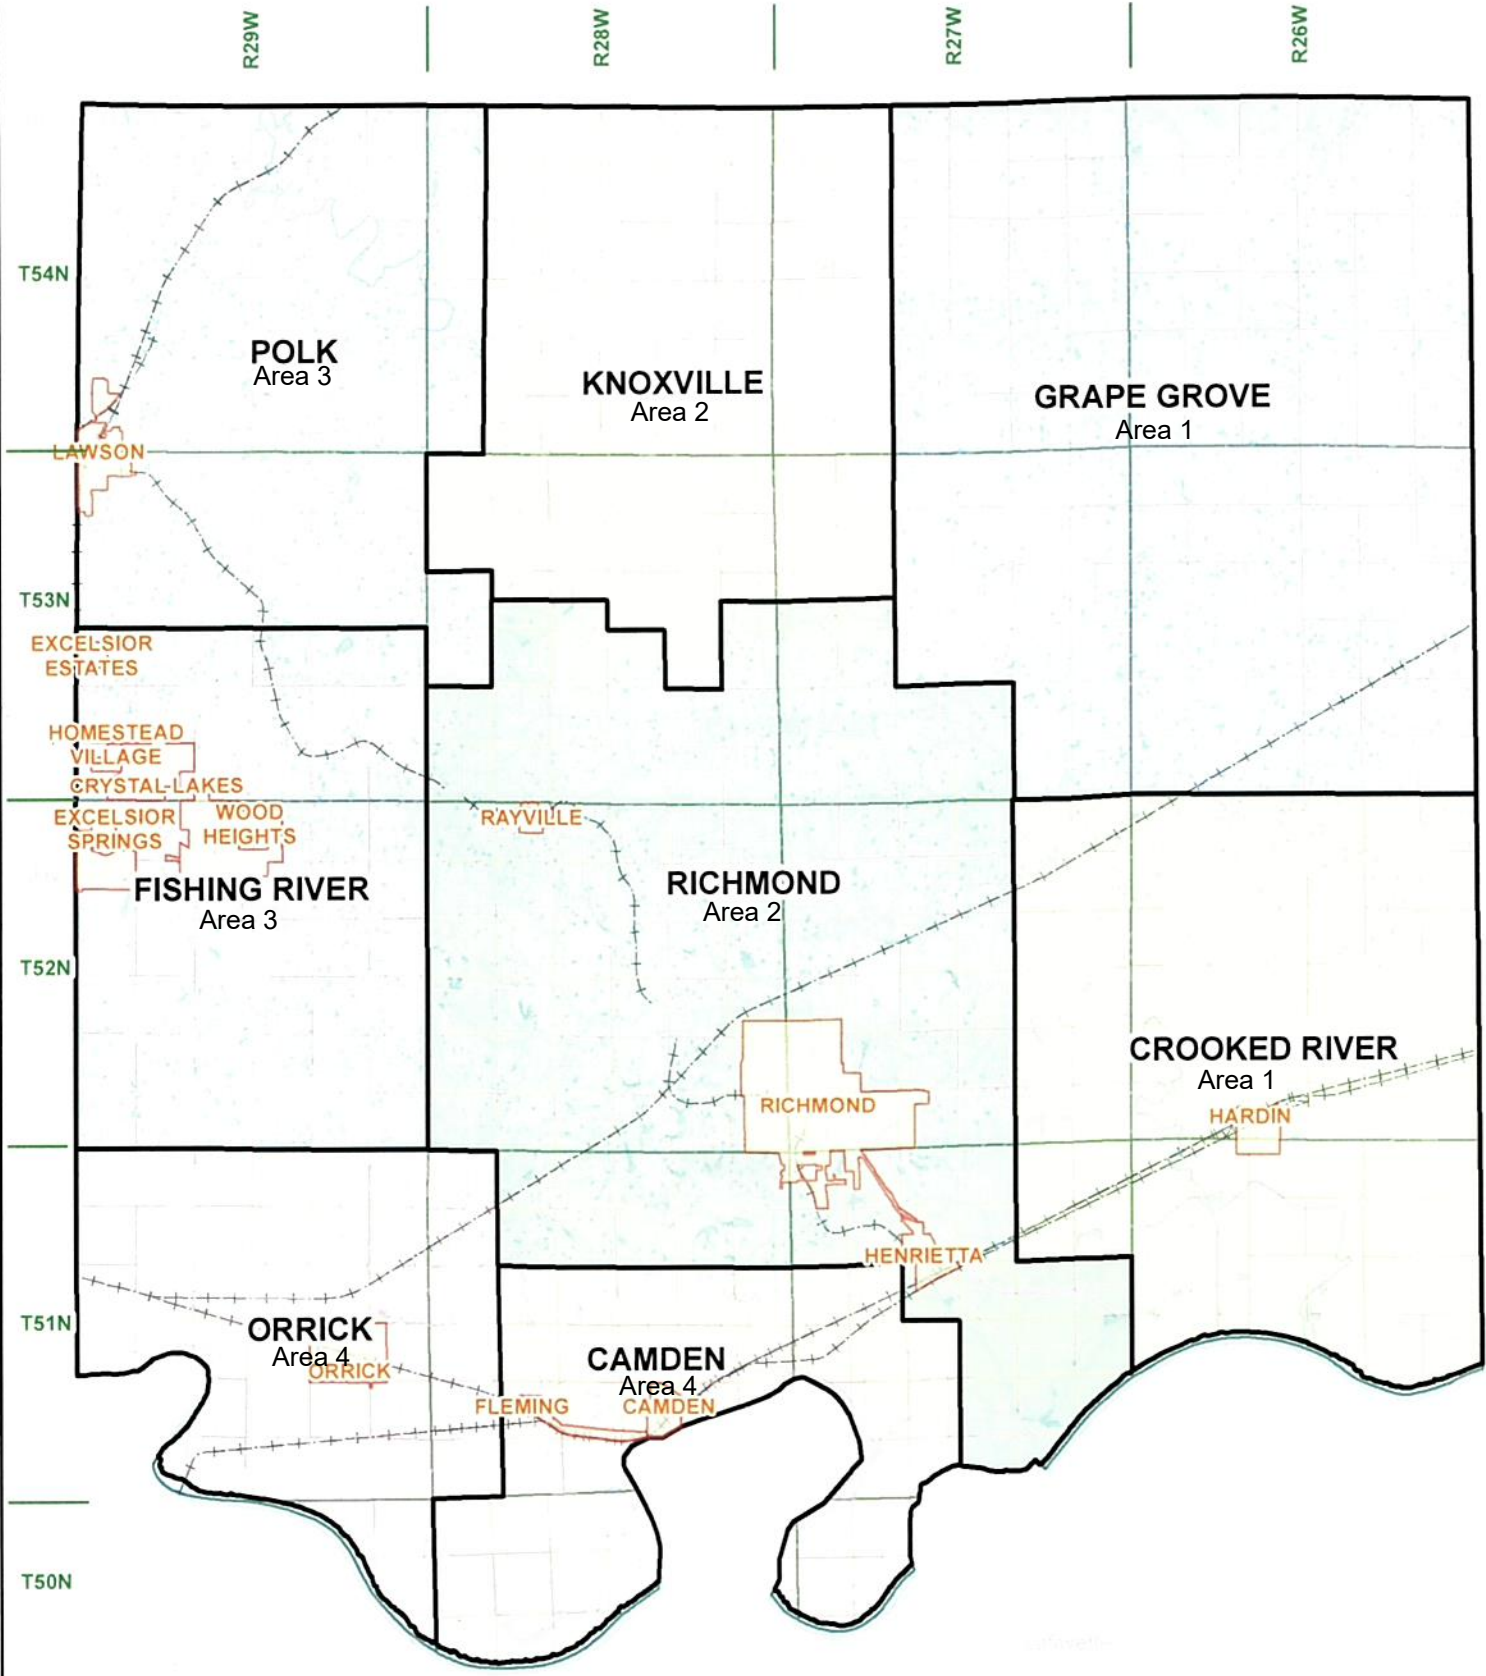 R29W
R28W
R27W
R26W
T54N
POLK
Area 3
KNOXVILLE
Area 2
GRAPE GROVE
Area 1
LAWSON
T53N
EXCELSIOR
ESTATES
HOMESTEAD
VILLAGE
CRYSTAL LAKES
EXCELSIOR
SPRINGS
WOOD
HEIGHTS
RAYVILLE
FISHING RIVER
Area 3
RICHMOND
Area 2
T52N
CROOKED RIVER
Area 1
RICHMOND
HARDIN
HENRIETTA
T51N
ORRICK
Area 4
ORRICK
CAMDEN
Area 4
FLEMING
CAMDEN
T50N